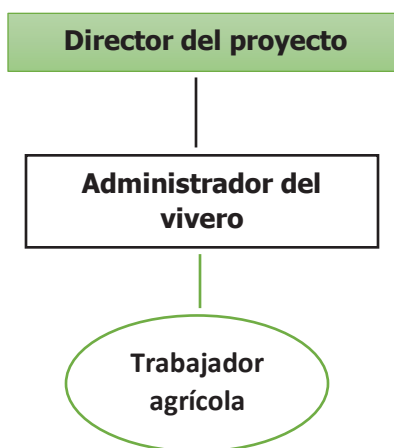 Director del proyecto
Administrador del
vivero
Trabajador
agrícola